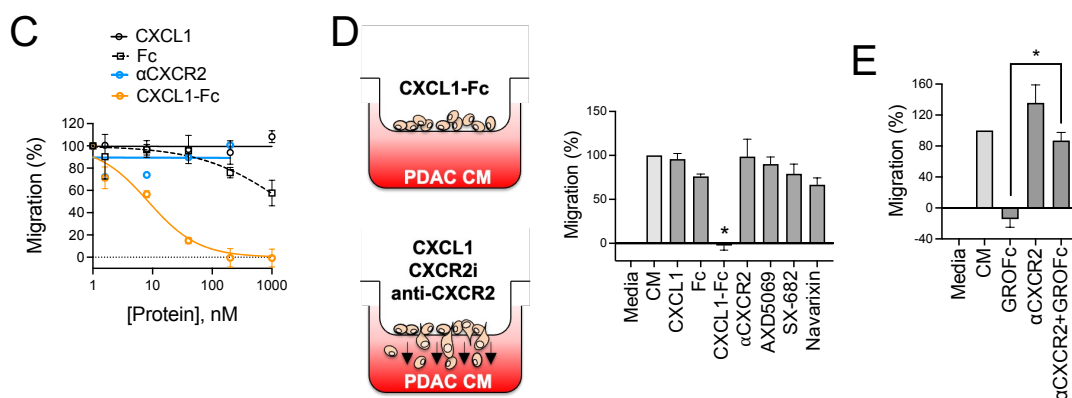 C
CXCL1
Fc
αCXCR2
CXCL1-Fc
Migration (%)
120
100
80
60
40
20
0
1
10
100
1000
[Protein], nM
D
CXCL1-Fc
PDAC CM
CXCL1
CXCR2i
anti-CXCR2
PDAC CM
Migration (%)
150
100
50
0
*
Media
CM
CXCL1
Fc
CXCL1-Fc
αCXCR2
AXD5069
SX-682
Navarixin
E
*
Migration (%)
160
120
80
40
0
-40
Media
CM
GROFc
αCXCR2
αCXCR2+GROFc